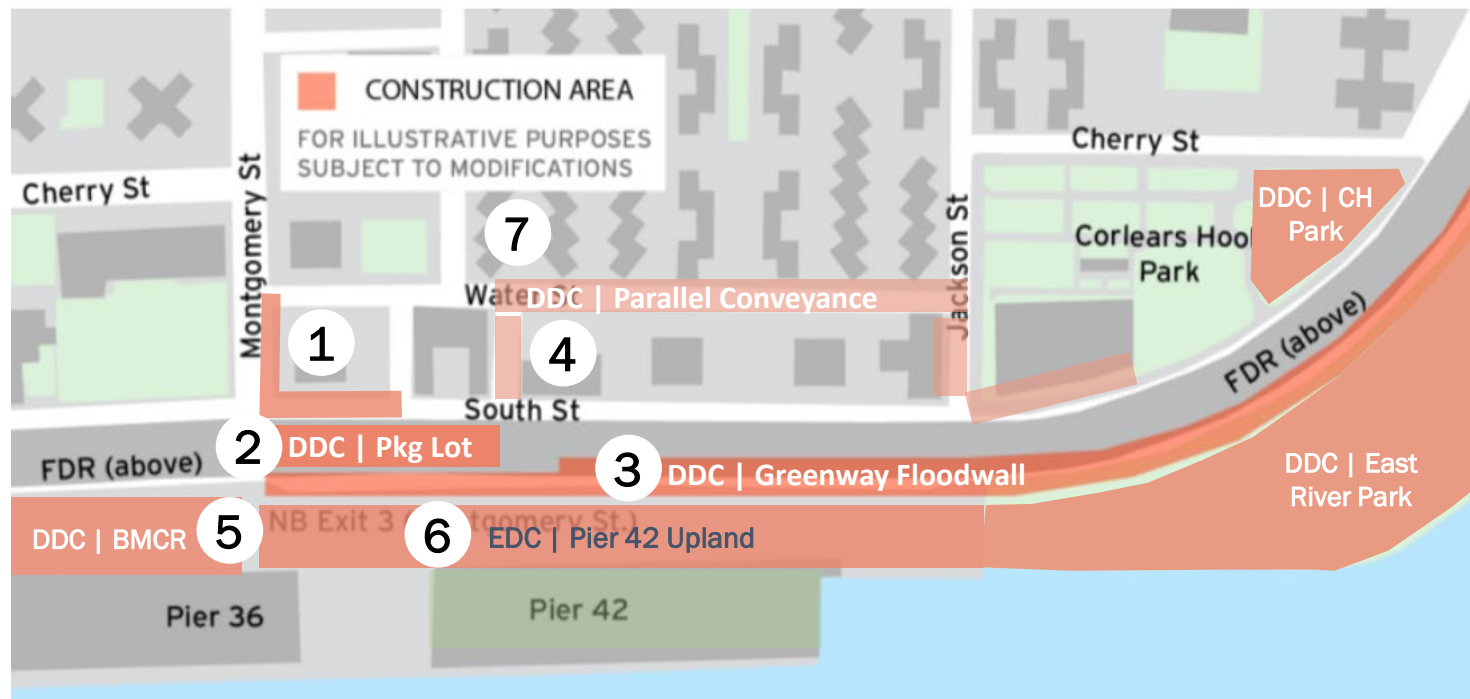 CONSTRUCTION AREA
FOR ILLUSTRATIVE PURPOSES
SUBJECT TO MODIFICATIONS
Cherry St
Cherry St
Montgomery St
Jackson St
DDC | CH
Park
7
Corlears Hook
Park
Water St
DDC | Parallel Conveyance
1
4
South St
FDR (above)
2
DDC | Pkg Lot
FDR (above)
3
DDC | Greenway Floodwall
DDC | East
River Park
NB Exit 3 (Montgomery St.)
DDC | BMCR
5
6
EDC | Pier 42 Upland
Pier 36
Pier 42